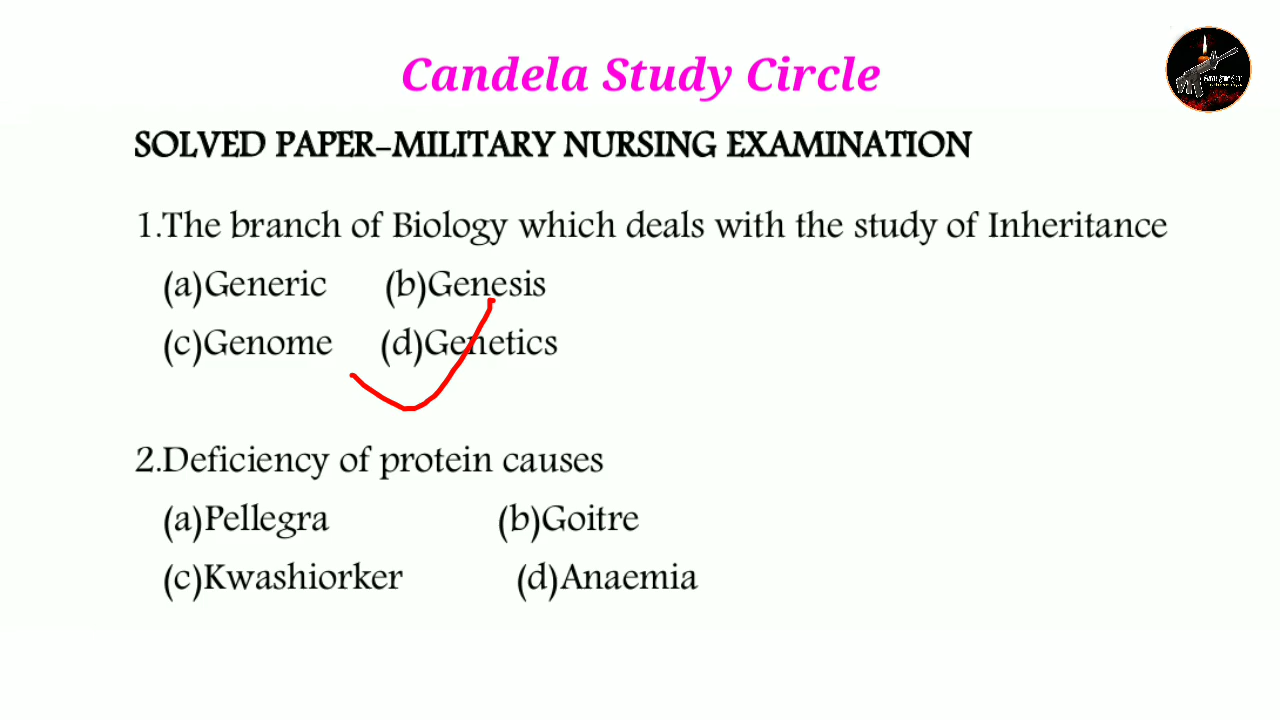 Candela Study Circle
SOLVED PAPER-MILITARY NURSING EXAMINATION
1.The branch of Biology which deals with the study of Inheritance
(a)Generic (b)Genesis
(c)Genome (d)Genetics
2.Deficiency of protein causes
(a)Pellegra (b)Goitre
(c)Kwashiorker (d)Anaemia